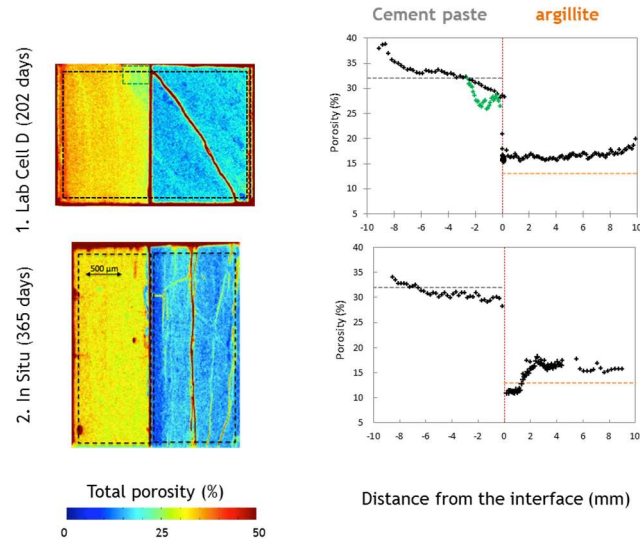 Cement paste argillite
1. Lab Cell D (202 days)
40
35
30
25
20
15
10
5
Porosity (%)
-10 -8 -6 -4 -2 0 2 4 6 8 10
2. In Situ (365 days)
500 µm
40
35
30
25
20
15
10
5
Porosity (%)
-10 -8 -6 -4 -2 0 2 4 6 8 10
Total porosity (%)
0 25 50
Distance from the interface (mm)